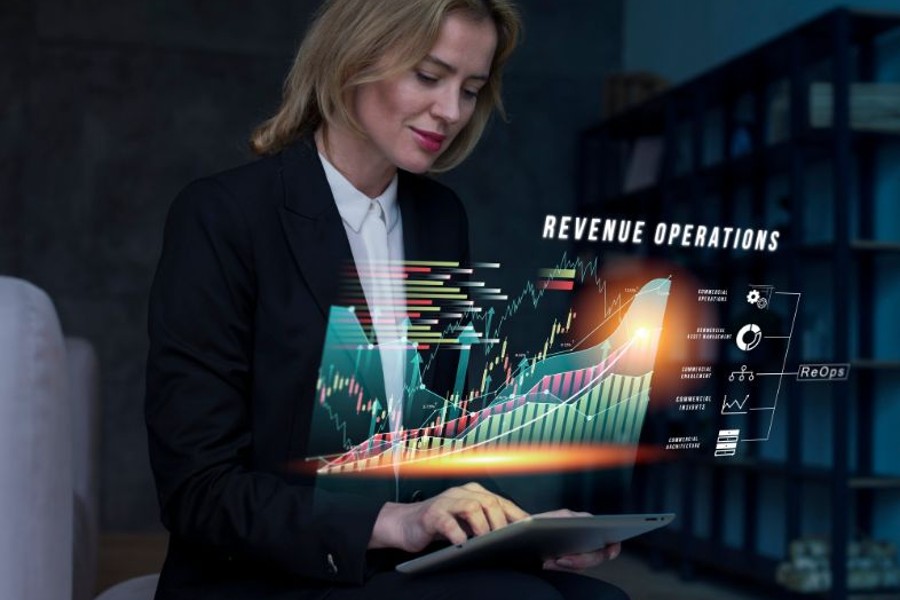 REVENUE OPERATIONS
COMMERCIAL
OPERATIONS
COMMERCIAL
ASSET MANAGEMENT
COMMERCIAL
ENABLEMENT
ReOps
COMMERCIAL
INSIGHTS
COMMERCIAL
ARCHITECTURE